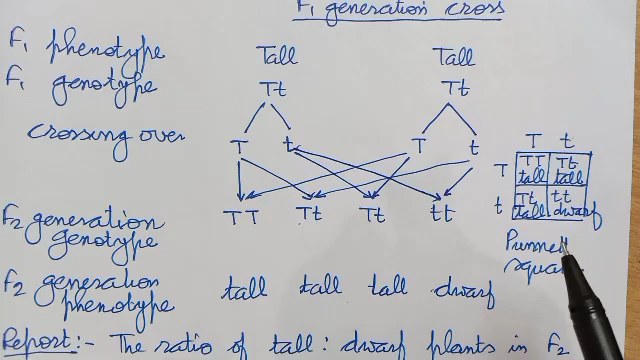 F₁ generation cross
F₁ phenotype Tall Tall
F₁ genotype Tt Tt
crossing over T t T t
T t
T TT tall Tt tall
t Tt tall tt dwarf
F₂ generation genotype TT Tt Tt tt
Punnett
square
F₂ generation phenotype tall tall tall dwarf
Report:- The ratio of tall : dwarf plants in F₂